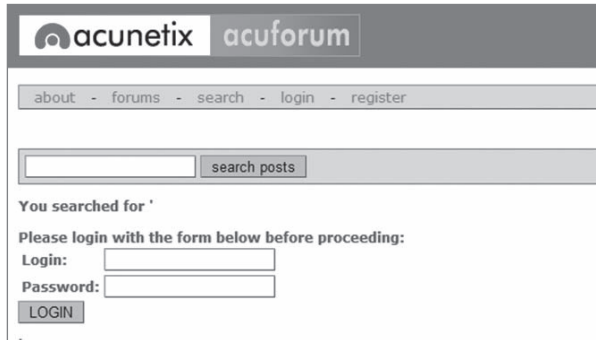 acunetix acuforum
about - forums - search - login - register
search posts
You searched for '
Please login with the form below before proceeding:
Login:
Password:
LOGIN
'